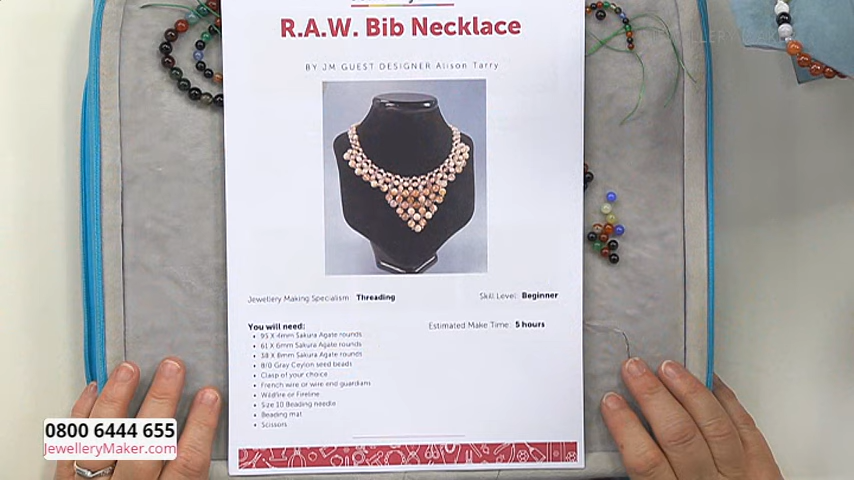 R.A.W. Bib Necklace
BY JM GUEST DESIGNER Alison Tarry
Jewellery Making Specialism Threading
Skill Level: Beginner
You will need:
Estimated Make Time: 5 hours
• 95 X 4mm Sakura Agate rounds
• 61 X 6mm Sakura Agate rounds
• 38 X 8mm Sakura Agate rounds
• 8/0 Gray Ceylon seed beads
• Clasp of your choice
• French wire or wire end guardians
• Wildfire or Fireline
• Size 10 Beading needle
• Beading mat
• Scissors
0800 6444 655
JewelleryMaker.com